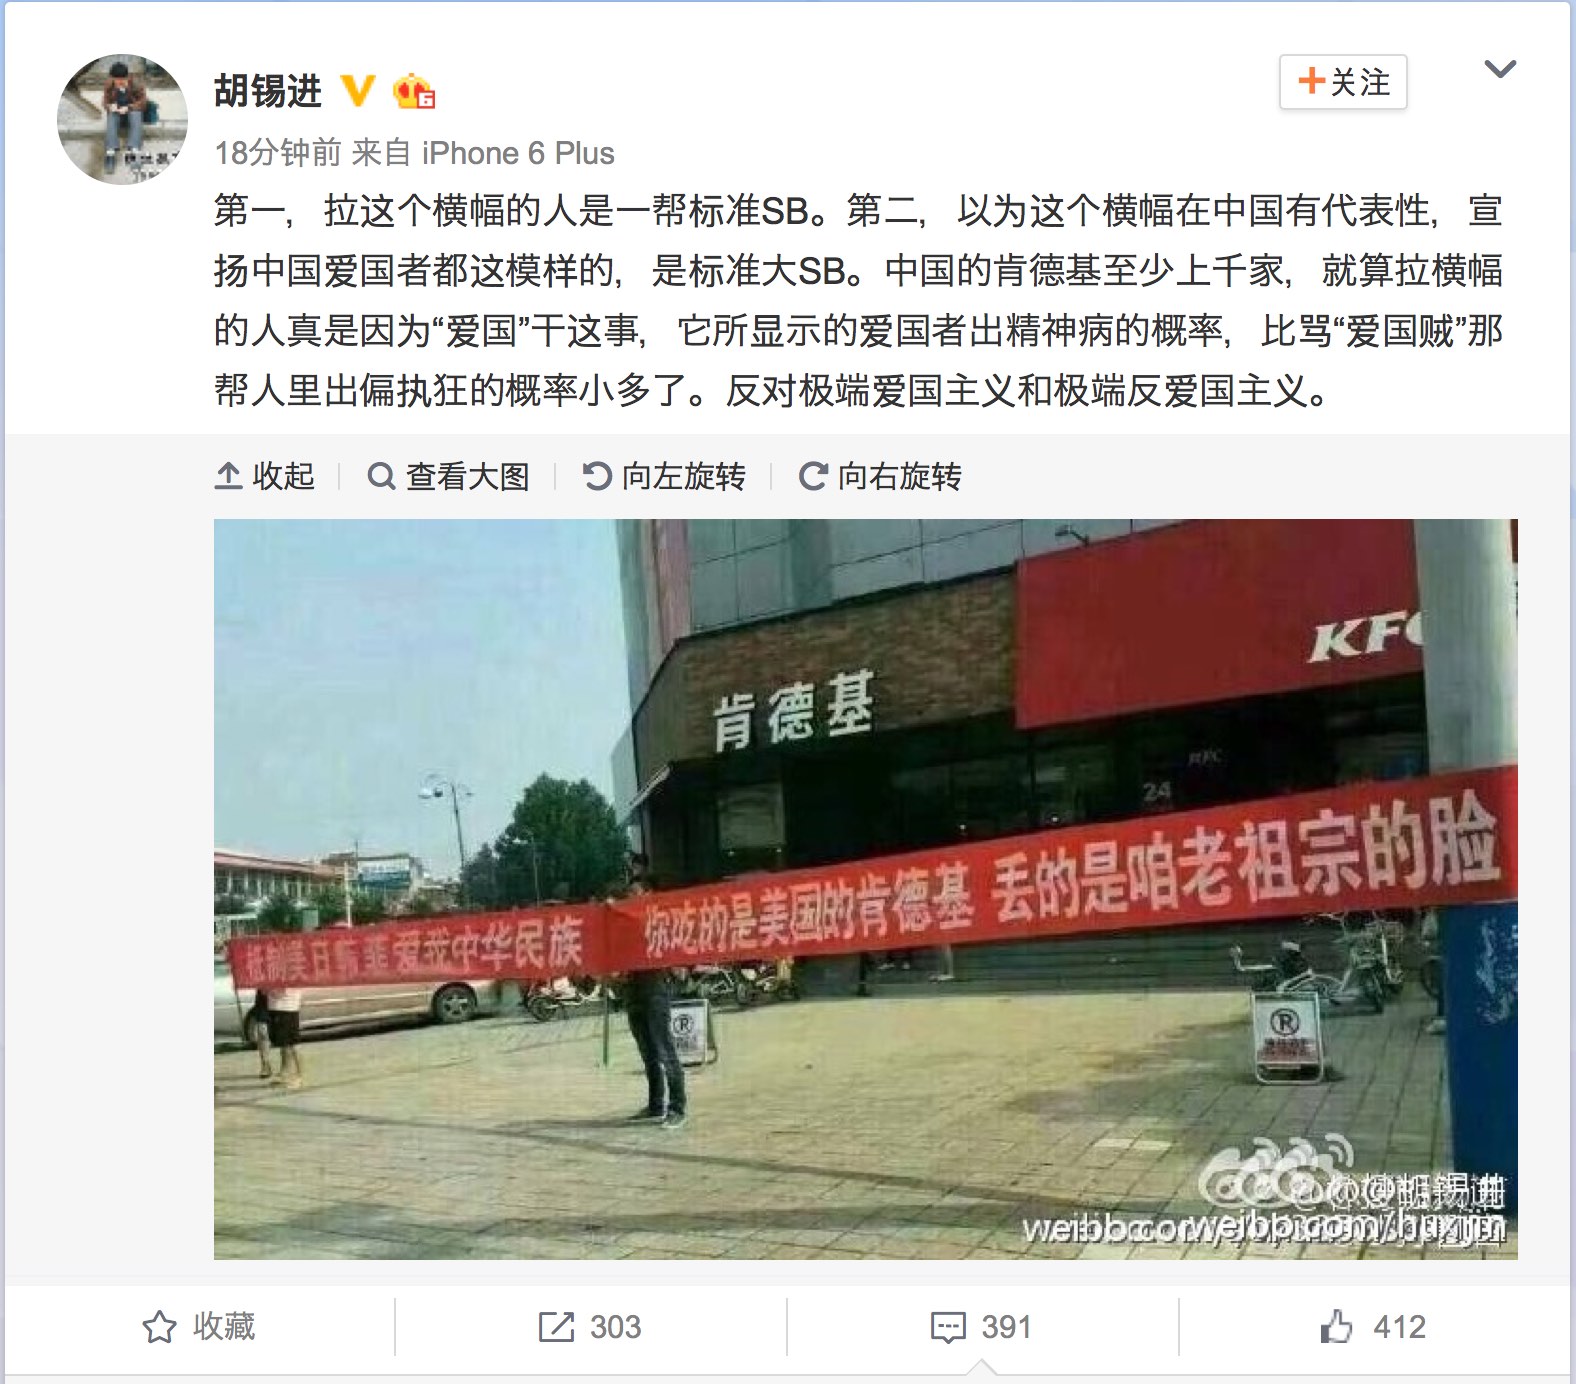 胡锡进
6
+关注
18分钟前 来自 iPhone 6 Plus
第一，拉这个横幅的人是一帮标准SB。第二，以为这个横幅在中国有代表性，宣
扬中国爱国者都这模样的，是标准大SB。中国的肯德基至少上千家，就算拉横幅
的人真是因为“爱国”干这事，它所显示的爱国者出精神病的概率，比骂“爱国贼”那
帮人里出偏执狂的概率小多了。反对极端爱国主义和极端反爱国主义。
收起
查看大图
向左旋转
向右旋转
KFC
肯德基
KFC
24
抵制美日韩菲 爱我中华民族
你吃的是美国的肯德基 丢的是咱老祖宗的脸
P
P
收藏
303
391
412